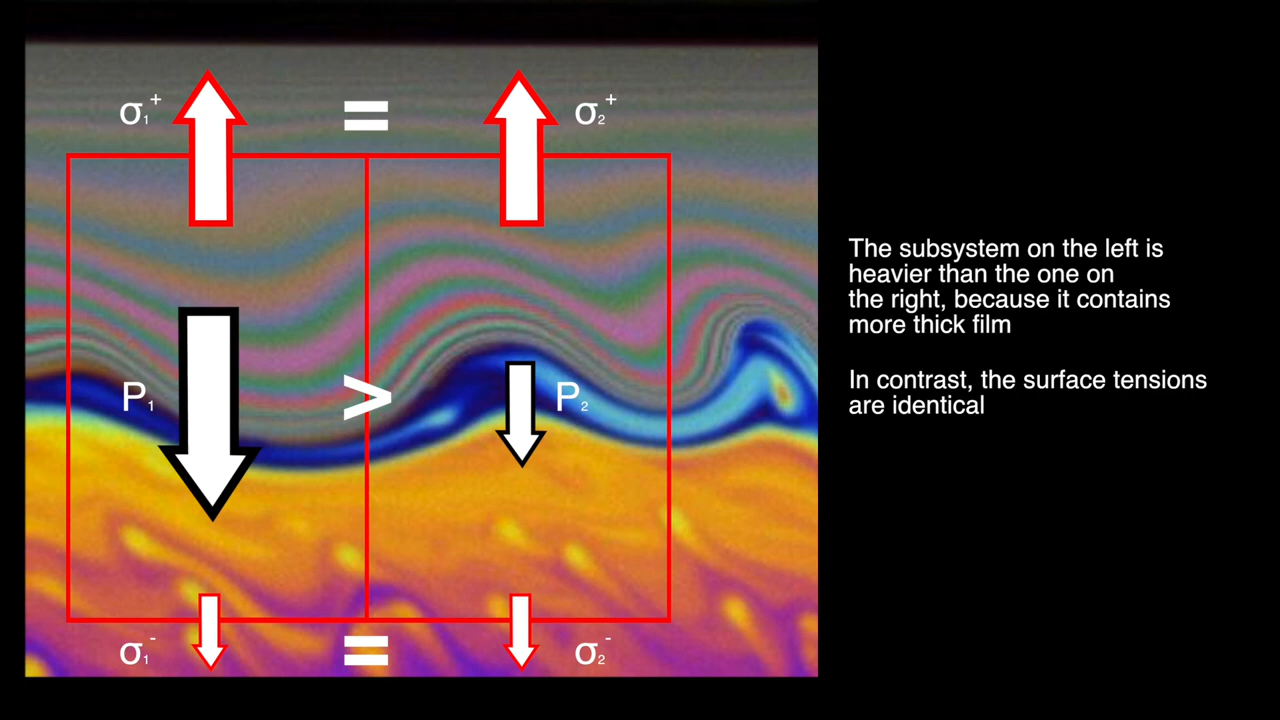 σ₁⁺ = σ₂⁺
The subsystem on the left is
heavier than the one on
the right, because it contains
more thick film
In contrast, the surface tensions
are identical
P₁ > P₂
σ₁⁻ = σ₂⁻